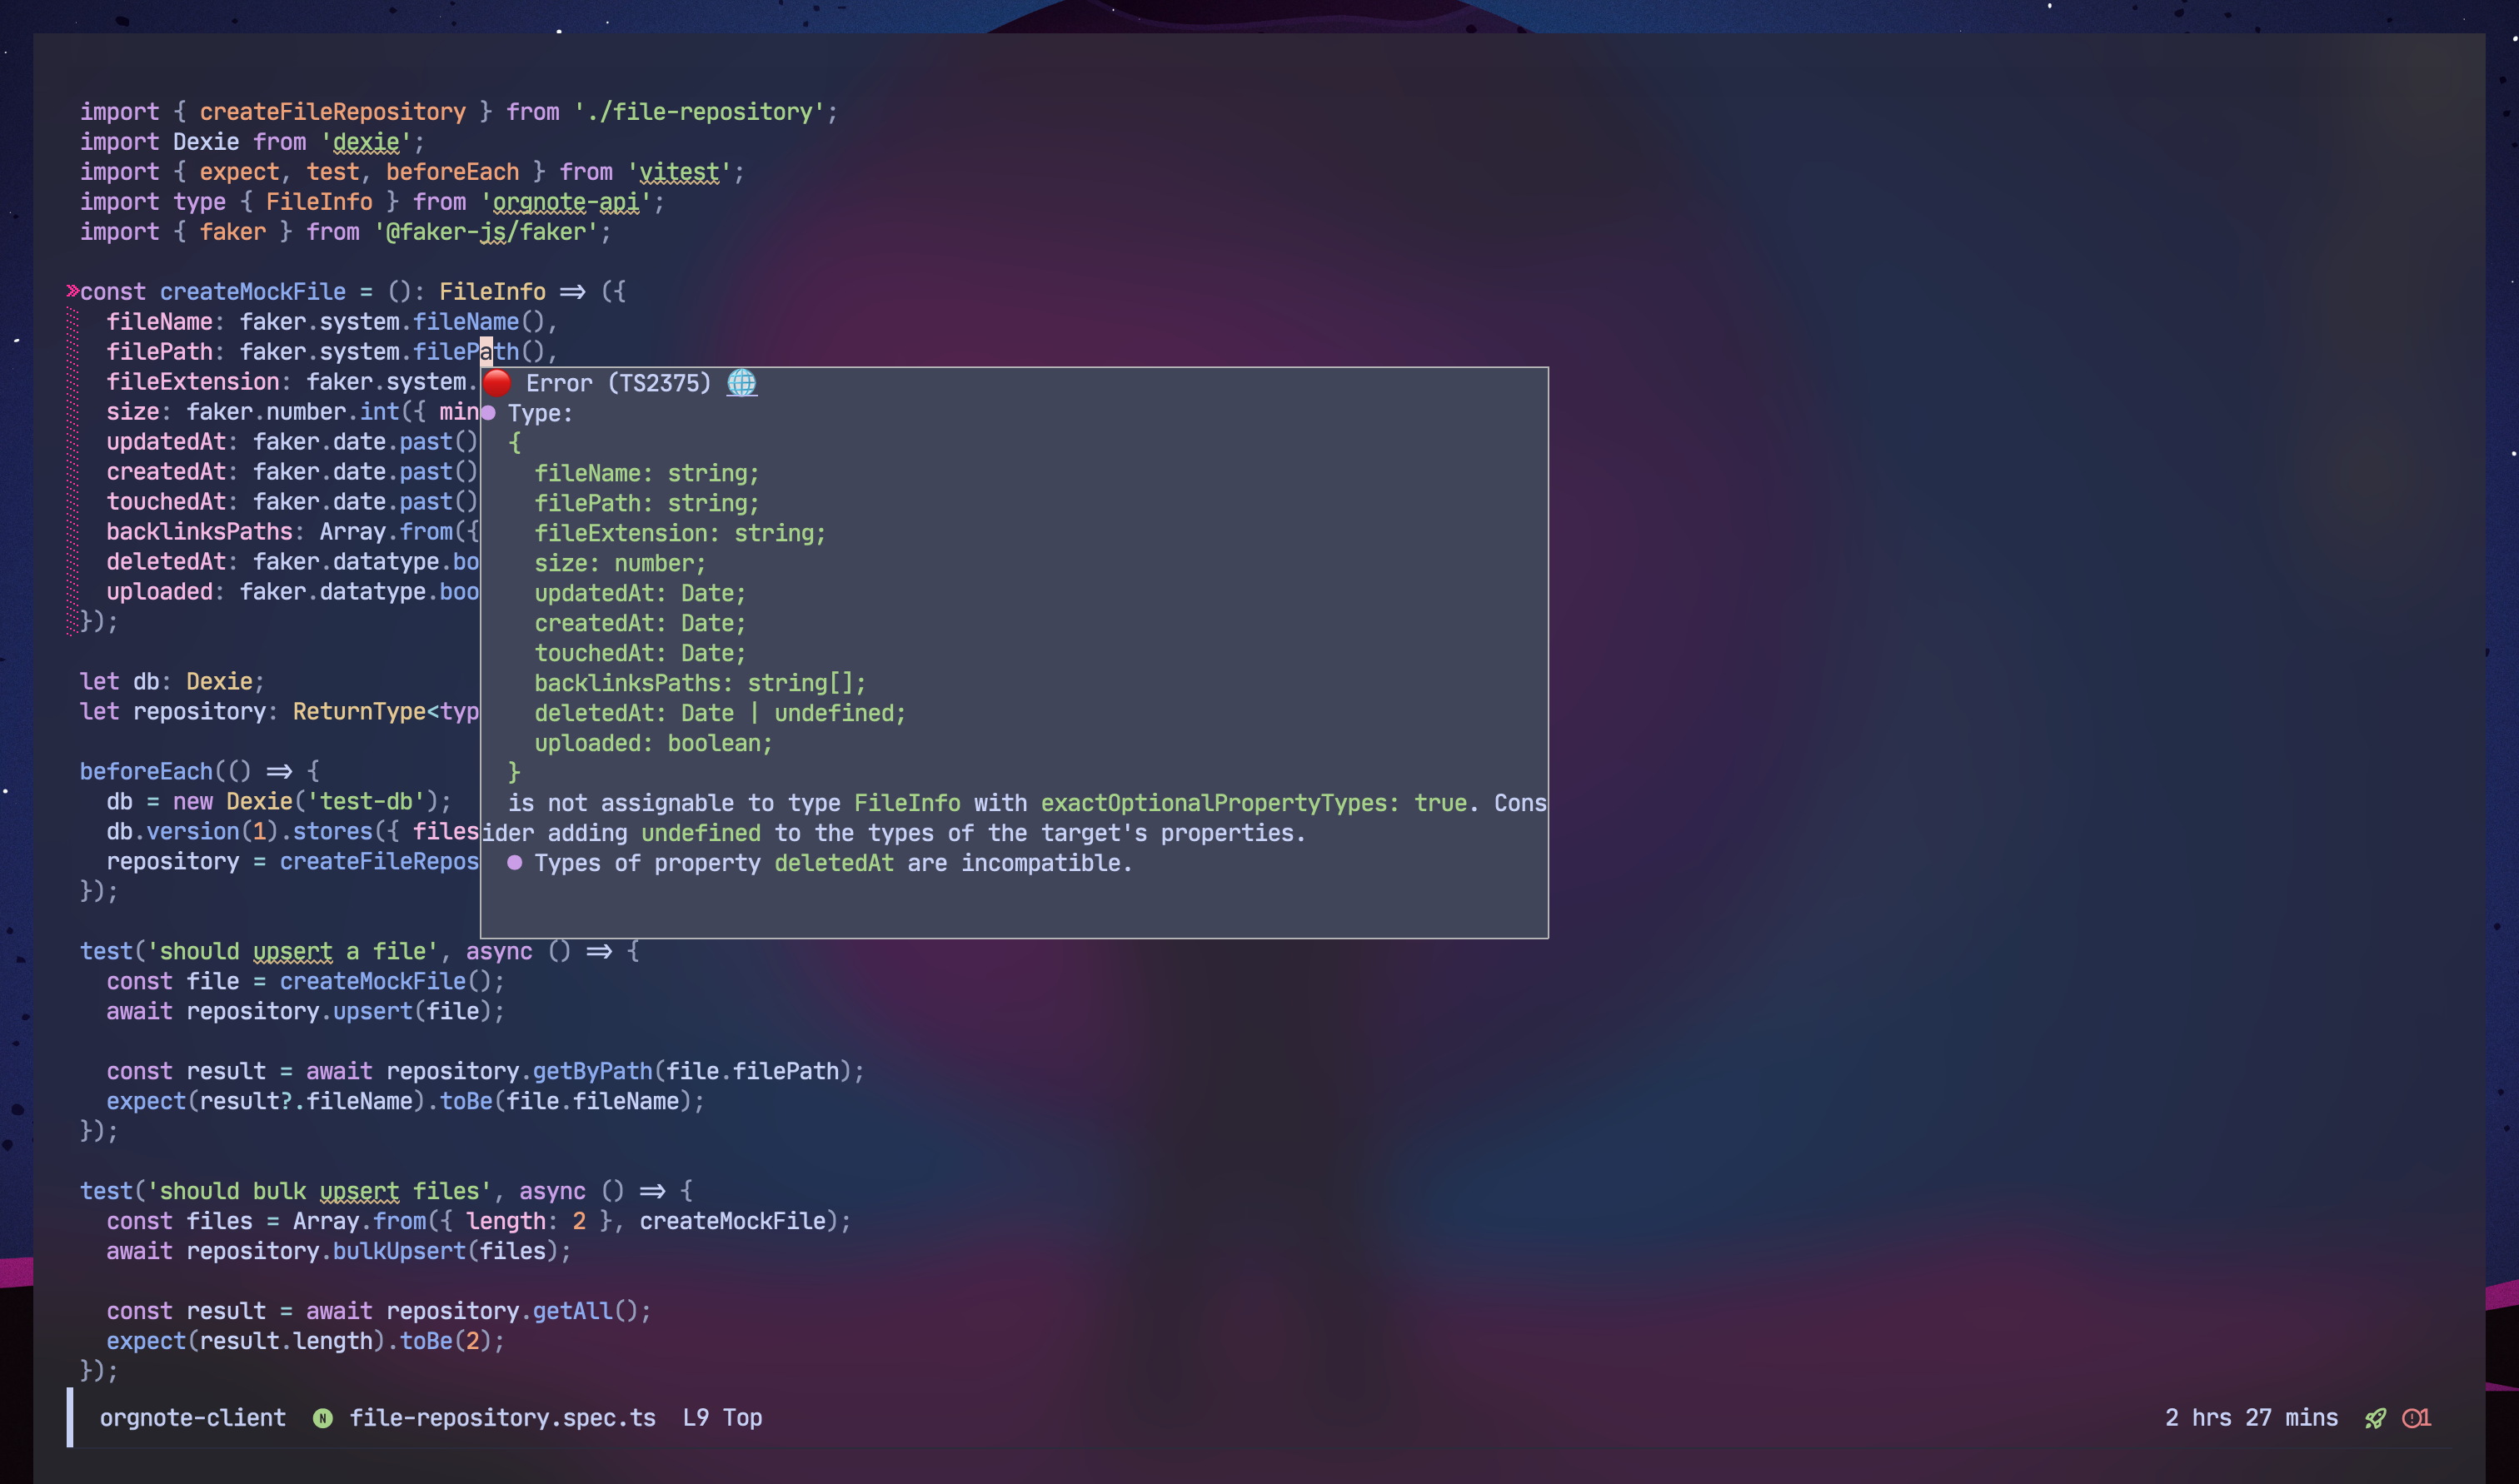 import { createFileRepository } from './file-repository';
import Dexie from 'dexie';
import { expect, test, beforeEach } from 'vitest';
import type { FileInfo } from 'orgnote-api';
import { faker } from '@faker-js/faker';
»const createMockFile = (): FileInfo => ({
fileName: faker.system.fileName(),
filePath: faker.system.filePath(),
fileExtension: faker.system.
size: faker.number.int({ min
updatedAt: faker.date.past()
createdAt: faker.date.past()
touchedAt: faker.date.past()
backlinksPaths: Array.from({
deletedAt: faker.datatype.bo
uploaded: faker.datatype.boo
});
Error (TS2375)
Type:
{
fileName: string;
filePath: string;
fileExtension: string;
size: number;
updatedAt: Date;
createdAt: Date;
touchedAt: Date;
backlinksPaths: string[];
deletedAt: Date | undefined;
uploaded: boolean;
}
is not assignable to type FileInfo with exactOptionalPropertyTypes: true. Cons
ider adding undefined to the types of the target's properties.
Types of property deletedAt are incompatible.
let db: Dexie;
let repository: ReturnType<typ
beforeEach(() => {
db = new Dexie('test-db');
db.version(1).stores({ files
repository = createFileRepos
});
test('should upsert a file', async () => {
const file = createMockFile();
await repository.upsert(file);
const result = await repository.getByPath(file.filePath);
expect(result?.fileName).toBe(file.fileName);
});
test('should bulk upsert files', async () => {
const files = Array.from({ length: 2 }, createMockFile);
await repository.bulkUpsert(files);
const result = await repository.getAll();
expect(result.length).toBe(2);
});
orgnote-client N file-repository.spec.ts L9 Top 2 hrs 27 mins 1